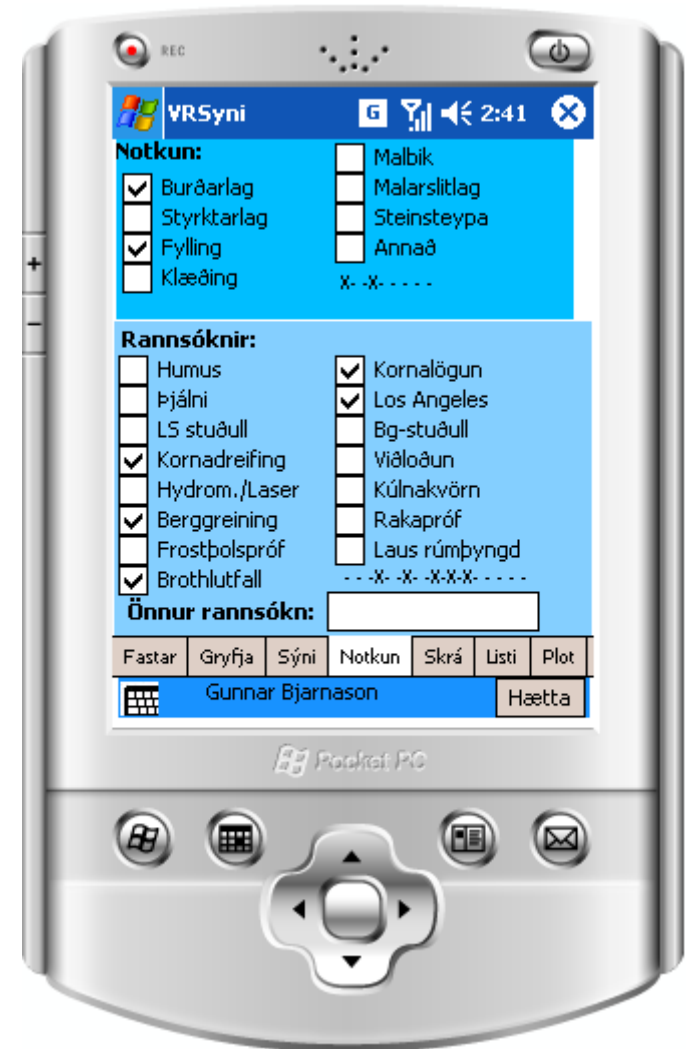 REC
VRSyni G 2:41
Notkun:
Burðarlag
Styrktarlag
Fylling
Klæðing
Malbik
Malarslitlag
Steinsteypa
Annað
X- -X- - - - -
Rannsóknir:
Humus
Þjálni
LS stuðull
Kornadreifing
Hydrom./Laser
Berggreining
Frostþolspróf
Brothlutfall
Kornalögun
Los Angeles
Bg-stuðull
Viðloðun
Kúlnakvörn
Rakapróf
Laus rúmþyngd
- - -X- -X- -X-X-X- - - - -
Önnur rannsókn:
Fastar Gryfja Sýni Notkun Skrá Listi Plot
Gunnar Bjarnason Hætta
Pocket PC
+
−